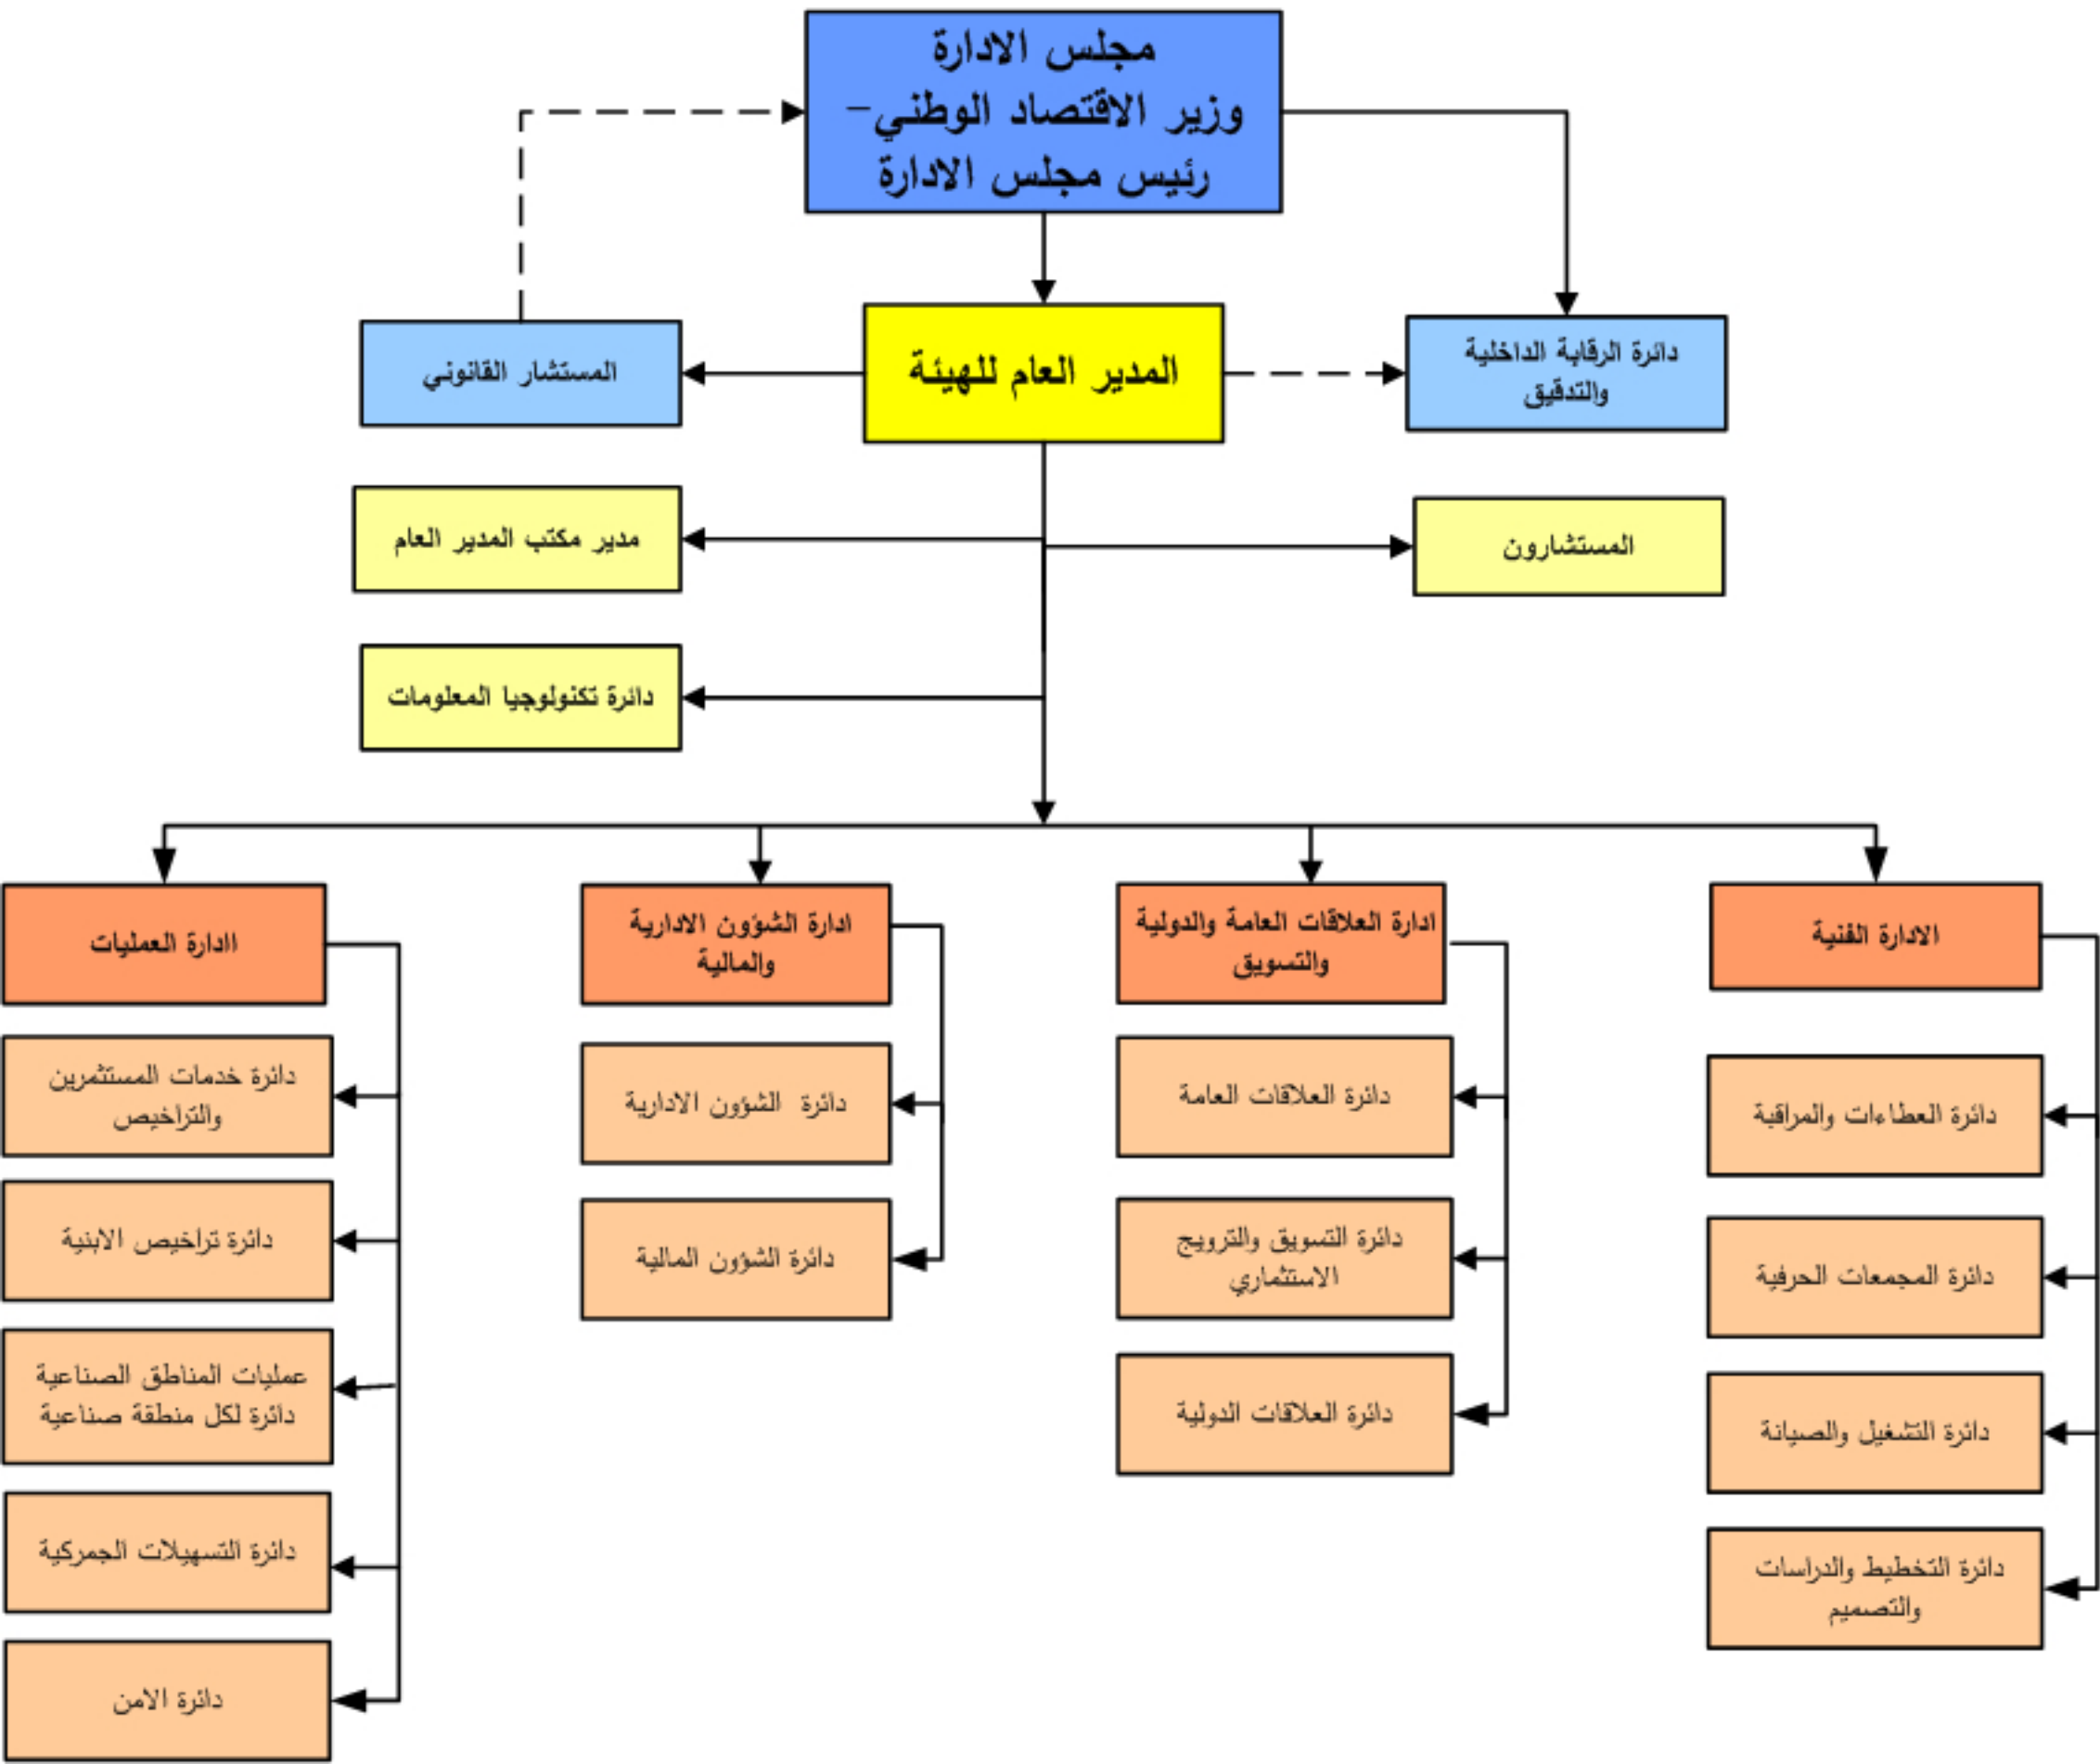 مجلس الادارة
وزير الاقتصاد الوطني–
رئيس مجلس الادارة
دائرة الرقابة الداخلية
والتدقيق
المدير العام للهيئة
المستشار القانوني
المستشارون
مدير مكتب المدير العام
دائرة تكنولوجيا المعلومات
الادارة الفنية
دائرة العطاءات والمراقبة
دائرة المجمعات الحرفية
دائرة التشغيل والصيانة
دائرة التخطيط والدراسات
والتصميم
ادارة العلاقات العامة والدولية
والتسويق
دائرة العلاقات العامة
دائرة التسويق والترويج
الاستثماري
دائرة العلاقات الدولية
ادارة الشؤون الادارية
والمالية
دائرة الشؤون الادارية
دائرة الشؤون المالية
اادارة العمليات
دائرة خدمات المستثمرين
والتراخيص
دائرة تراخيص الابنية
عمليات المناطق الصناعية
دائرة لكل منطقة صناعية
دائرة التسهيلات الجمركية
دائرة الامن